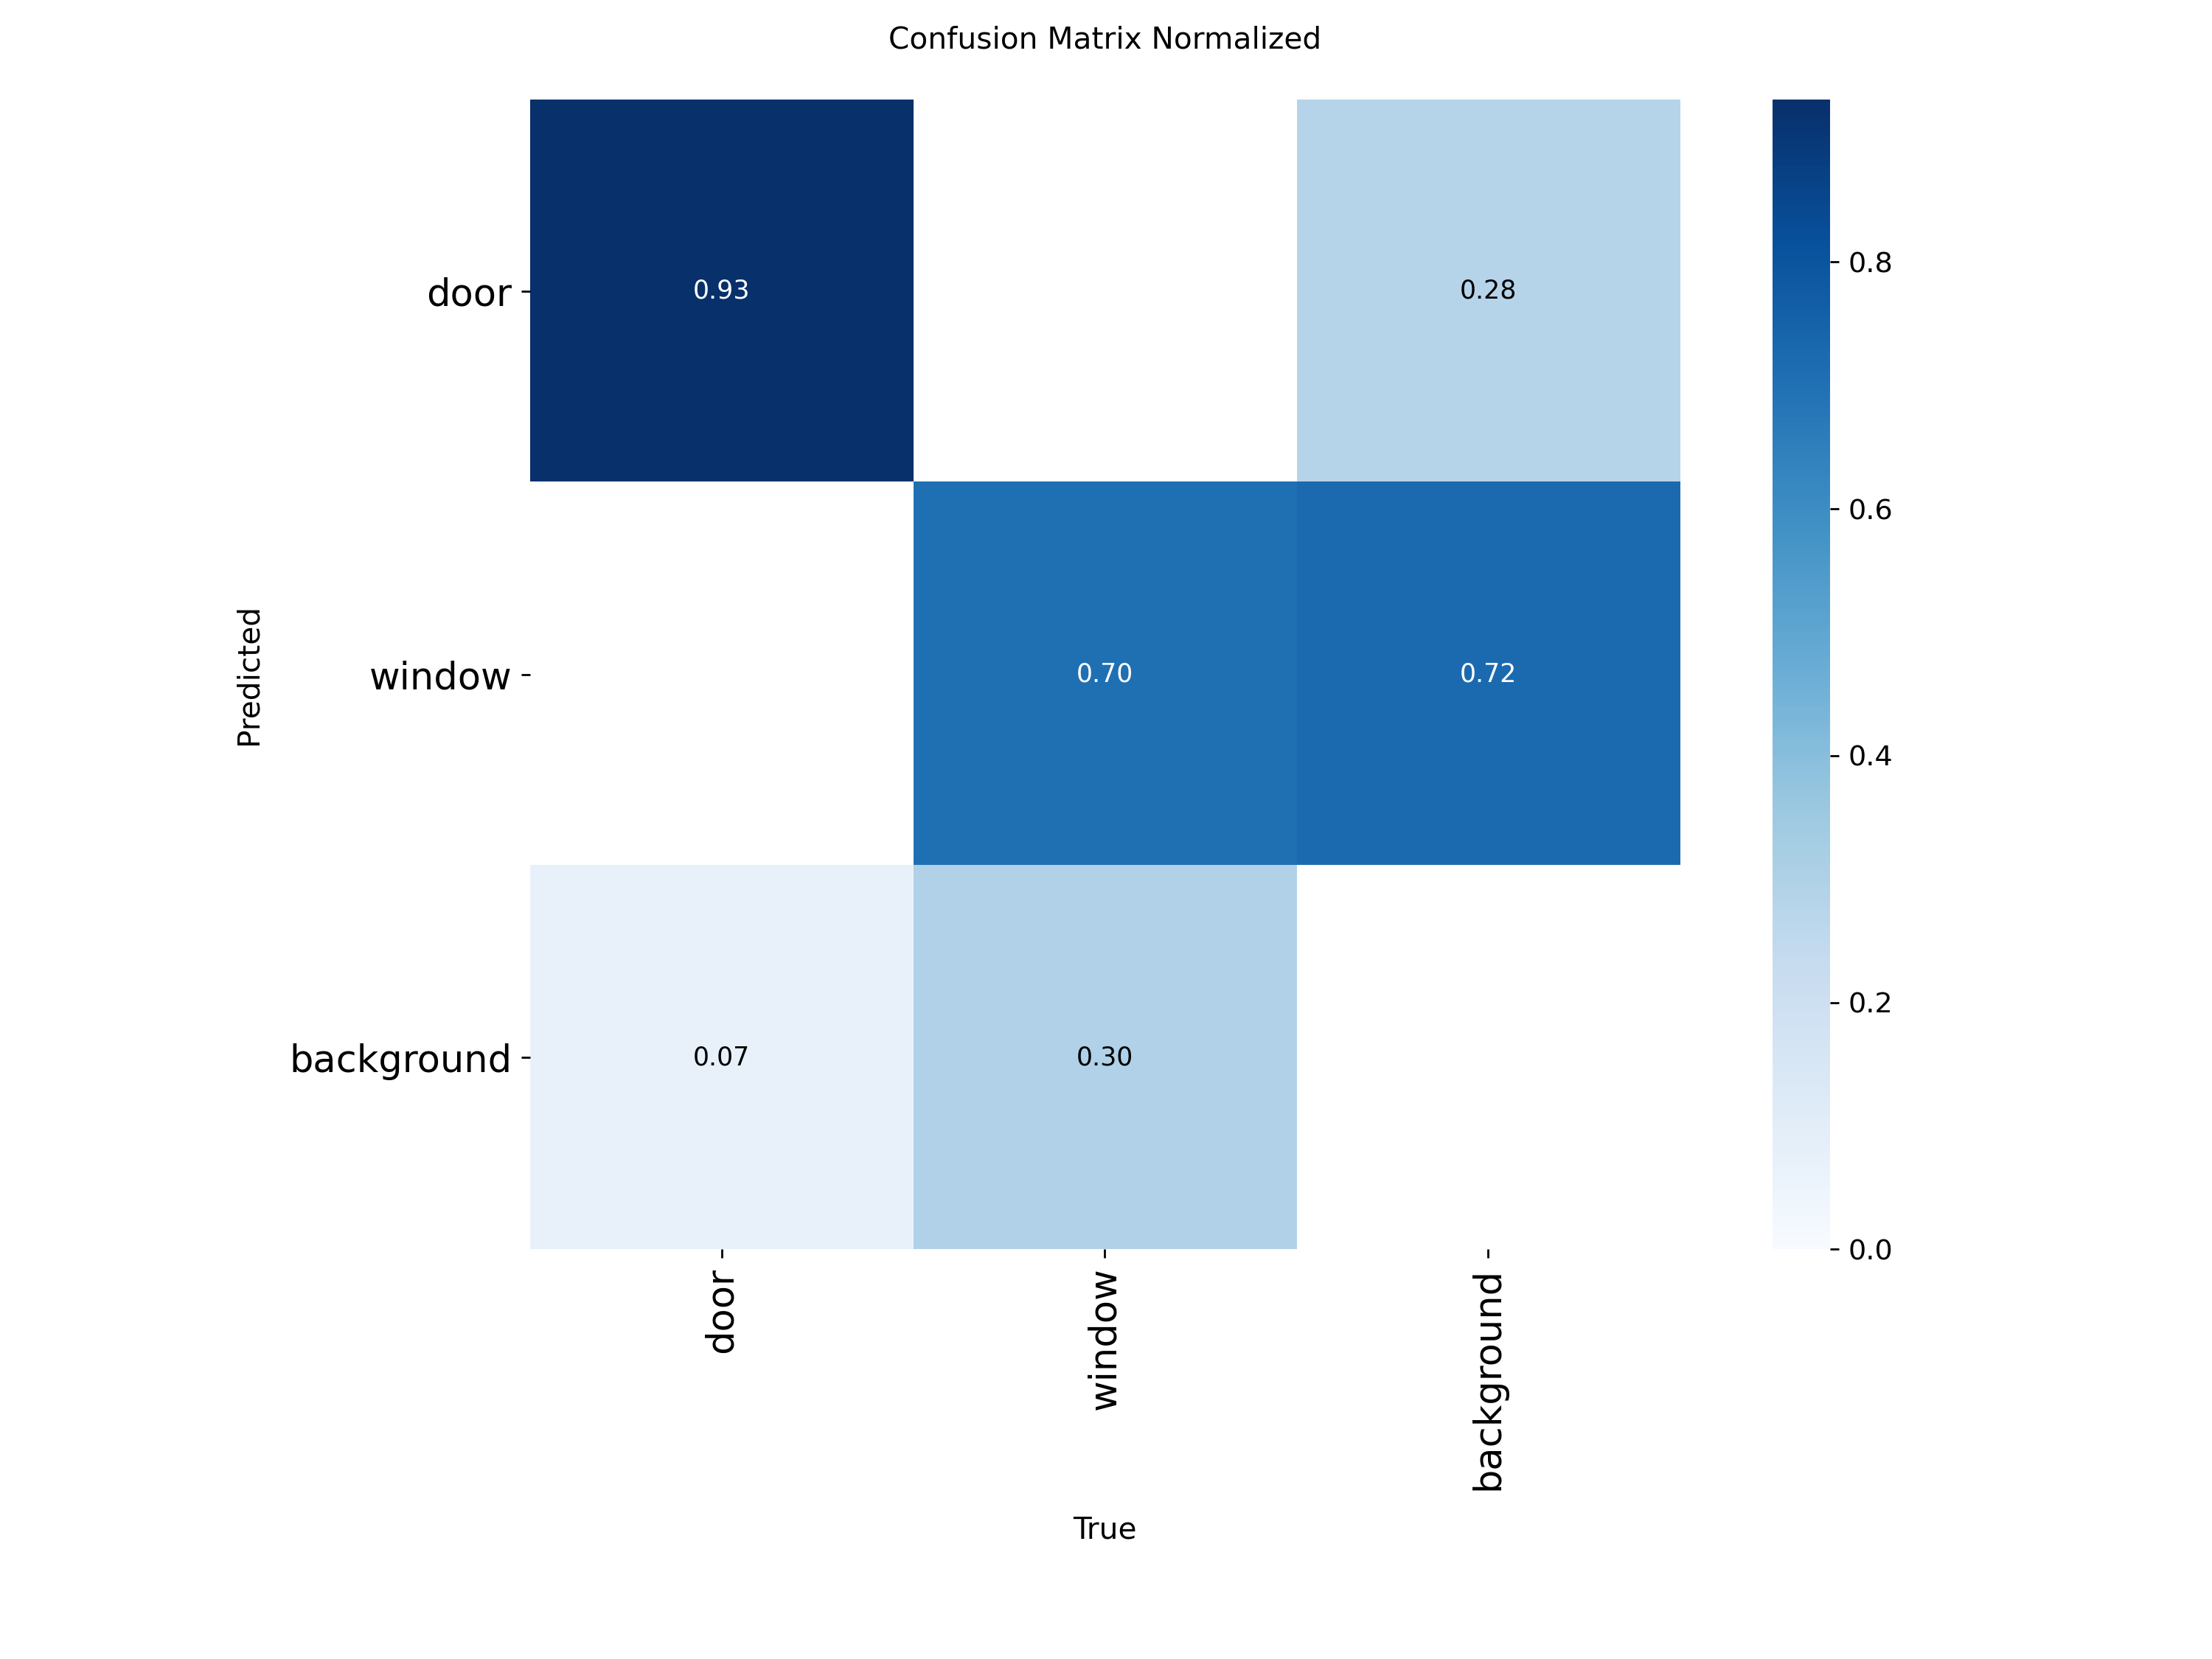 Confusion Matrix Normalized
door
0.93
0.28
0.8
0.6
window
0.70
0.72
Predicted
0.4
0.2
background
0.07
0.30
0.0
door
window
background
True